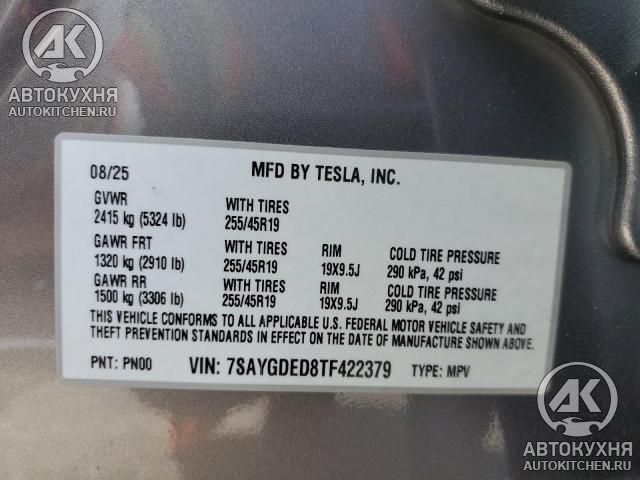 АК
АВТОКУХНЯ
AUTOKITCHEN.RU
08/25 MFD BY TESLA, INC.
GVWR WITH TIRES
2415 kg (5324 lb) 255/45R19
GAWR FRT WITH TIRES RIM COLD TIRE PRESSURE
1320 kg (2910 lb) 255/45R19 19X9.5J 290 kPa, 42 psi
GAWR RR WITH TIRES RIM COLD TIRE PRESSURE
1500 kg (3306 lb) 255/45R19 19X9.5J 290 kPa, 42 psi
THIS VEHICLE CONFORMS TO ALL APPLICABLE U.S. FEDERAL MOTOR VEHICLE SAFETY AND
THEFT PREVENTION STANDARDS IN EFFECT ON THE DATE OF MANUFACTURE SHOWN ABOVE.
PNT: PN00 VIN: 7SAYGDED8TF422379 TYPE: MPV
АК
АВТОКУХНЯ
AUTOKITCHEN.RU